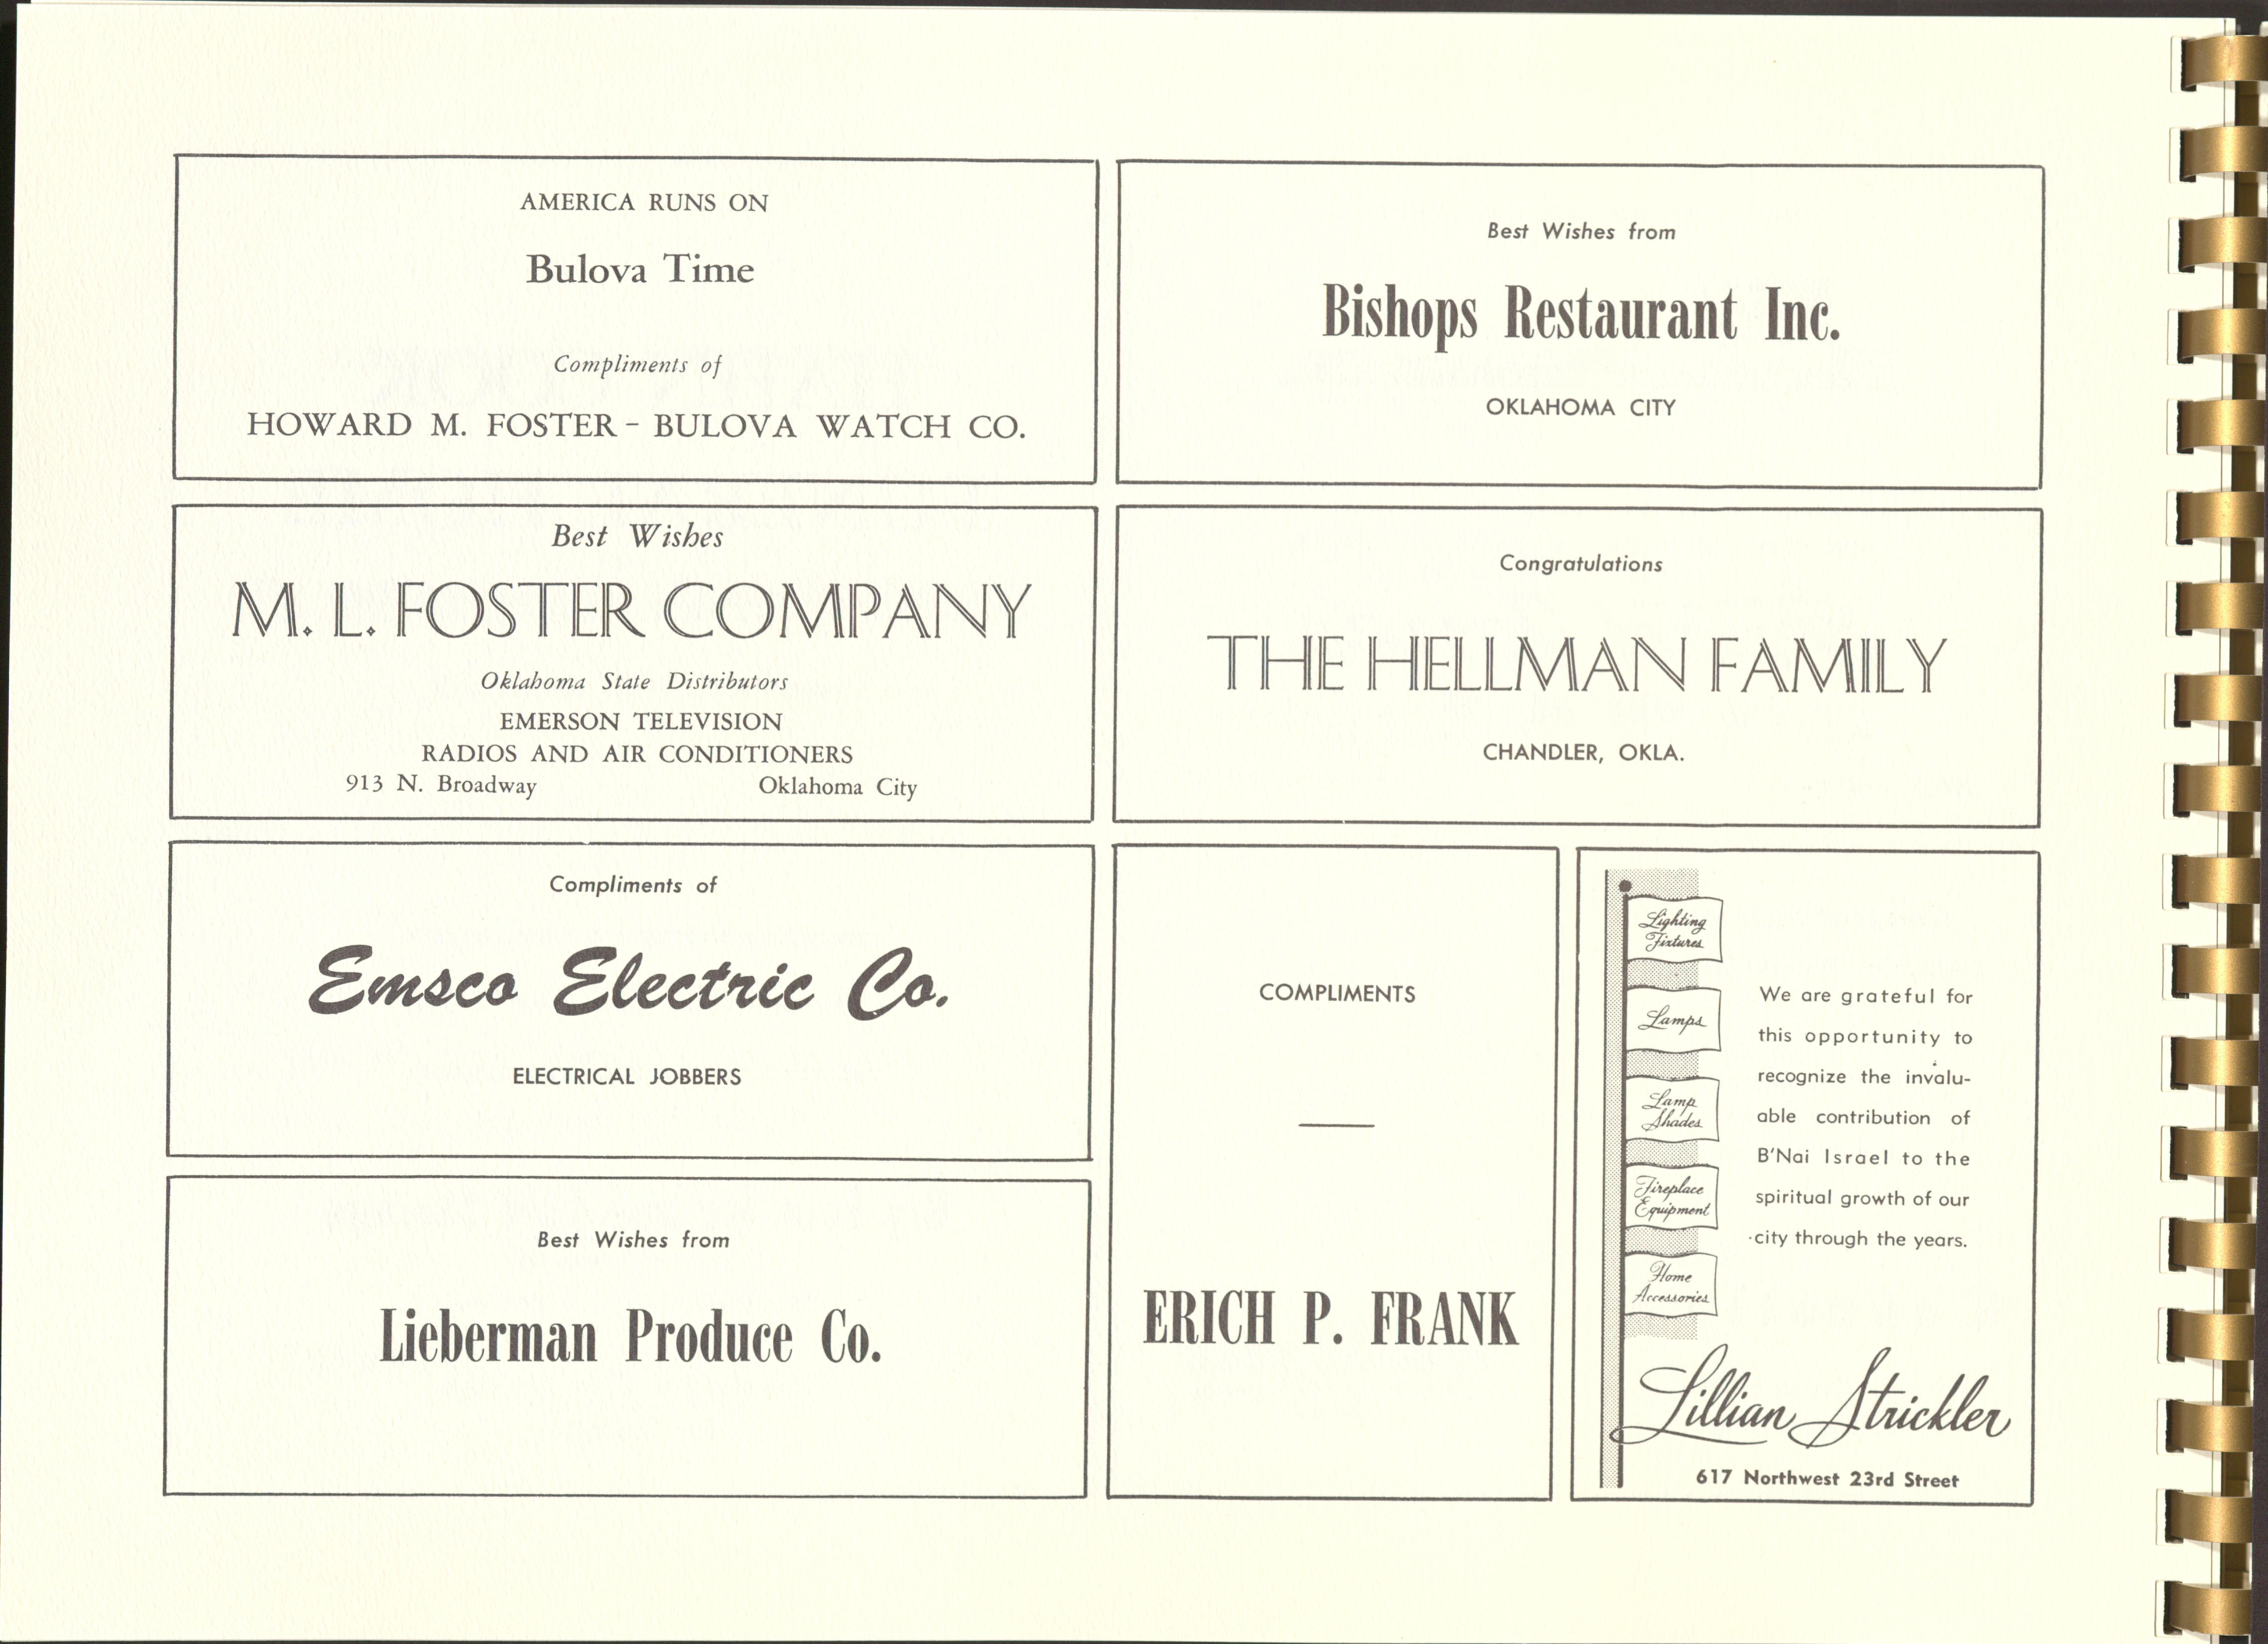 AMERICA RUNS ON
Bulova Time
Compliments of
HOWARD M. FOSTER – BULOVA WATCH CO.
Best Wishes from
Bishops Restaurant Inc.
OKLAHOMA CITY
Best Wishes
M. L. FOSTER COMPANY
Oklahoma State Distributors
EMERSON TELEVISION
RADIOS AND AIR CONDITIONERS
913 N. Broadway Oklahoma City
Congratulations
THE HELLMAN FAMILY
CHANDLER, OKLA.
Compliments of
Emsco Electric Co.
ELECTRICAL JOBBERS
Best Wishes from
Lieberman Produce Co.
COMPLIMENTS
ERICH P. FRANK
Lighting
Fixtures
Lamps
Lamp
Shades
Fireplace
Equipment
Home
Accessories
We are grateful for
this opportunity to
recognize the invalu-
able contribution of
B'Nai Israel to the
spiritual growth of our
city through the years.
Lillian Strickler
617 Northwest 23rd Street